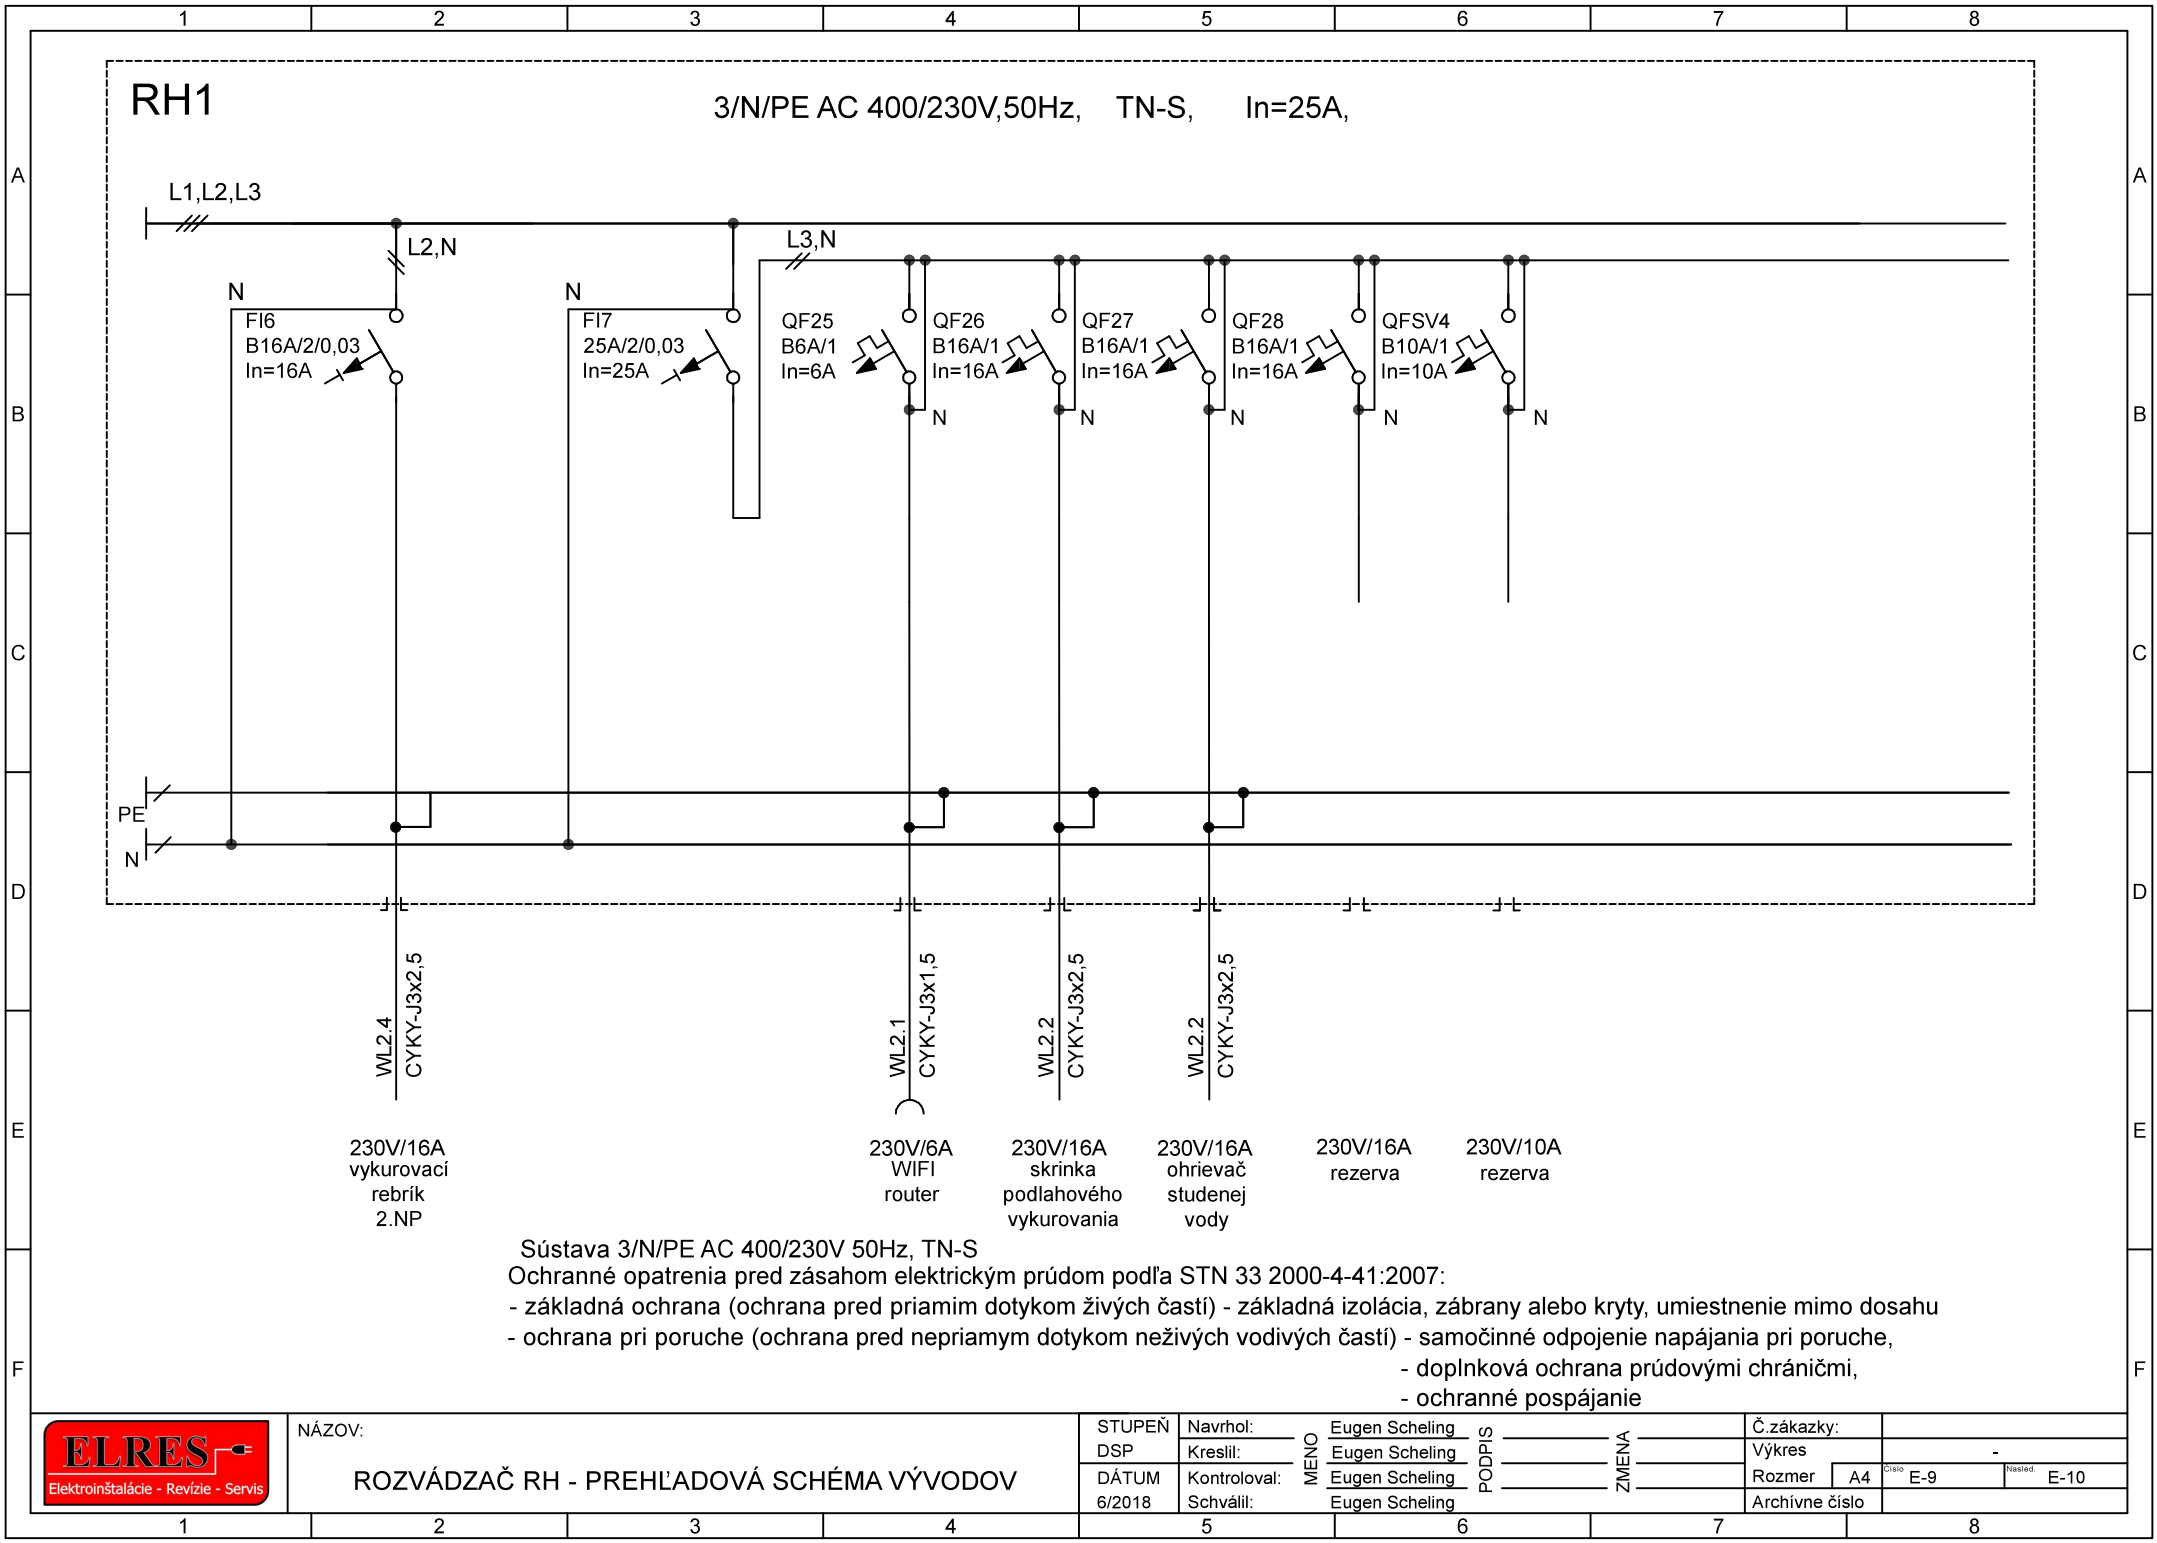 1 2 3 4 5 6 7 8
RH1
3/N/PE AC 400/230V,50Hz, TN-S, In=25A,
A A
L1,L2,L3
L2,N
L3,N
N
N
FI6
B16A/2/0,03
In=16A
FI7
25A/2/0,03
In=25A
QF25
B6A/1
In=6A
QF26
B16A/1
In=16A
QF27
B16A/1
In=16A
QF28
B16A/1
In=16A
QFSV4
B10A/1
In=10A
B B
N N N N N
C C
PE
N
D D
WL2.4
CYKY-J3x2,5
WL2.1
CYKY-J3x1,5
WL2.2
CYKY-J3x2,5
WL2.2
CYKY-J3x2,5
E E
230V/16A
vykurovací
rebrík
2.NP
230V/6A
WIFI
router
230V/16A
skrinka
podlahového
vykurovania
230V/16A
ohrievač
studenej
vody
230V/16A
rezerva
230V/10A
rezerva
Sústava 3/N/PE AC 400/230V 50Hz, TN-S
Ochranné opatrenia pred zásahom elektrickým prúdom podľa STN 33 2000-4-41:2007:
- základná ochrana (ochrana pred priamim dotykom živých častí) - základná izolácia, zábrany alebo kryty, umiestnenie mimo dosahu
- ochrana pri poruche (ochrana pred nepriamym dotykom neživých vodivých častí) - samočinné odpojenie napájania pri poruche,
- doplnková ochrana prúdovými chráničmi,
- ochranné pospájanie
F F
ELRES
Elektroinštalácie - Revízie - Servis
NÁZOV:
ROZVÁDZAČ RH - PREHĽADOVÁ SCHÉMA VÝVODOV
STUPEŇ
DSP
DÁTUM
6/2018
Navrhol:
Kreslil:
Kontroloval:
Schválil:
MENO
Eugen Scheling
Eugen Scheling
Eugen Scheling
Eugen Scheling
PODPIS
ZMENA
Č.zákazky:
Výkres -
Rozmer A4 Číslo E-9 Nasled. E-10
Archívne číslo
1 2 3 4 5 6 7 8